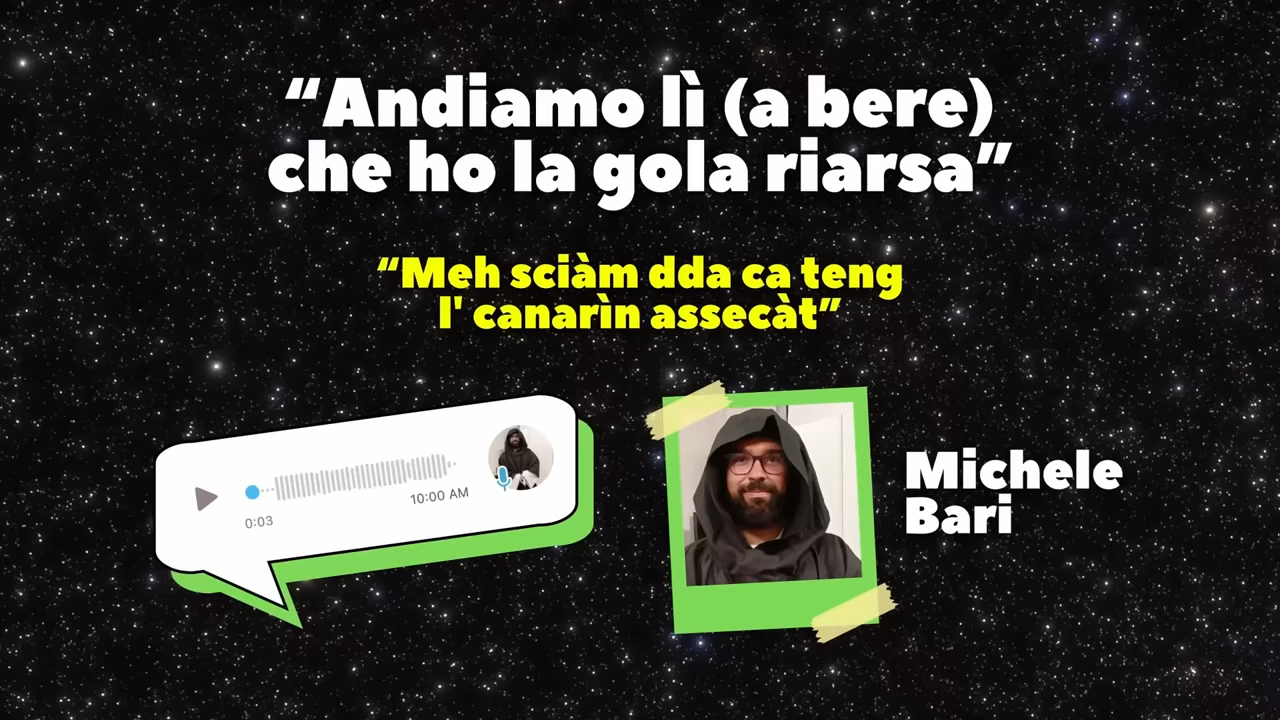 “Andiamo lì (a bere)
che ho la gola riarsa”
“Meh sciàm dda ca teng
l' canarìn assecàt”
0:03
10:00 AM
Michele
Bari